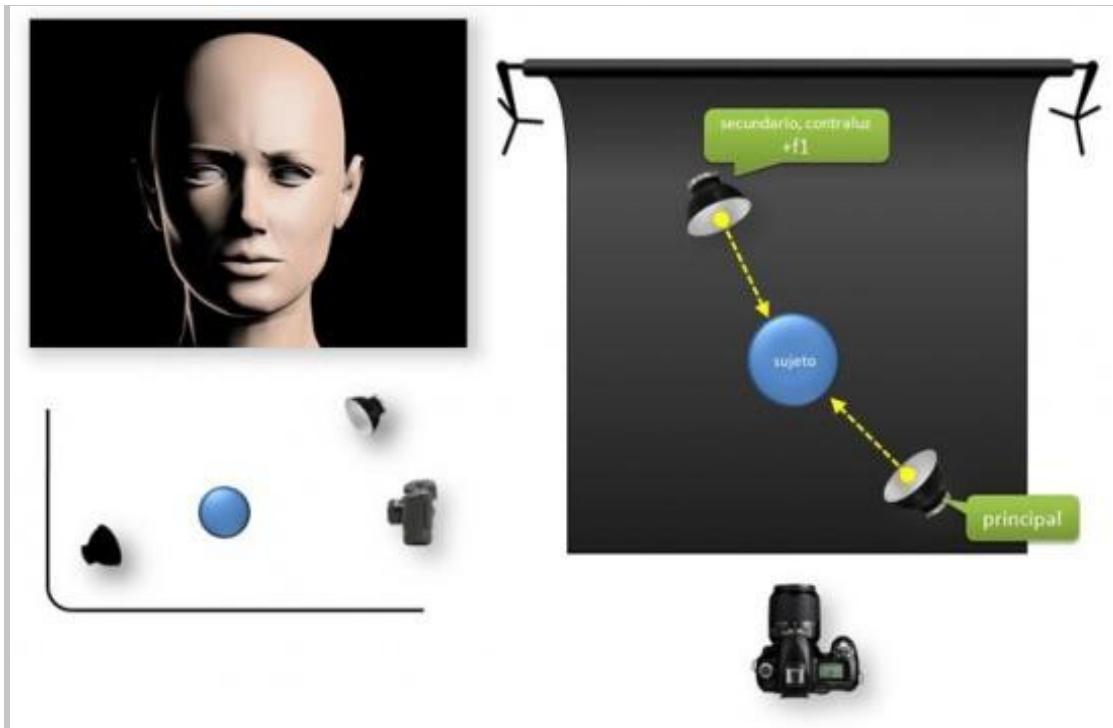 secundario, contraluz
+f1
sujeto
principal